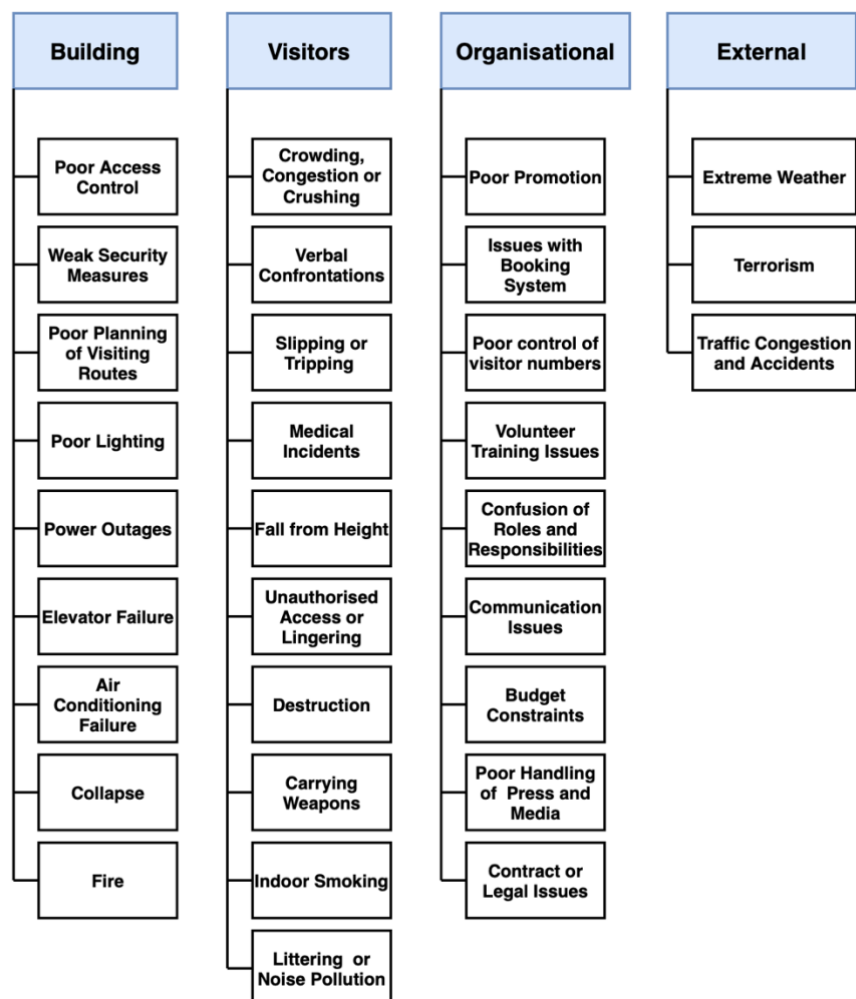 Building
Poor Access
Control
Weak Security
Measures
Poor Planning
of Visiting
Routes
Poor Lighting
Power Outages
Elevator Failure
Air
Conditioning
Failure
Collapse
Fire
Visitors
Crowding,
Congestion or
Crushing
Verbal
Confrontations
Slipping or
Tripping
Medical
Incidents
Fall from Height
Unauthorised
Access or
Lingering
Destruction
Carrying
Weapons
Indoor Smoking
Littering or
Noise Pollution
Organisational
Poor Promotion
Issues with
Booking
System
Poor control of
visitor numbers
Volunteer
Training Issues
Confusion of
Roles and
Responsibilities
Communication
Issues
Budget
Constraints
Poor Handling
of Press and
Media
Contract or
Legal Issues
External
Extreme Weather
Terrorism
Traffic Congestion
and Accidents